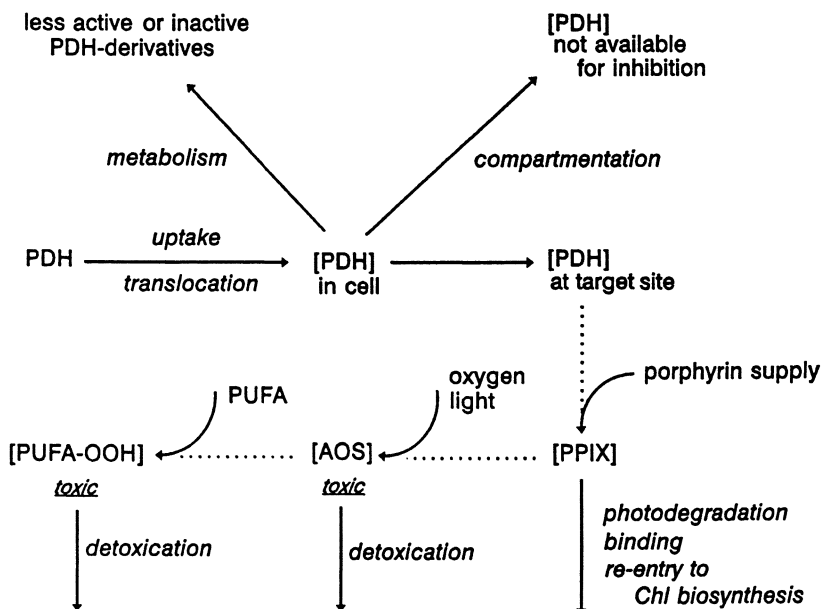 less active or inactive
PDH-derivatives
[PDH]
not available
for inhibition
metabolism
compartmentation
PDH
uptake
translocation
[PDH]
in cell
[PDH]
at target site
porphyrin supply
oxygen
light
PUFA
[PUFA-OOH]
toxic
[AOS]
toxic
[PPIX]
detoxication
detoxication
photodegradation
binding
re-entry to
Chl biosynthesis